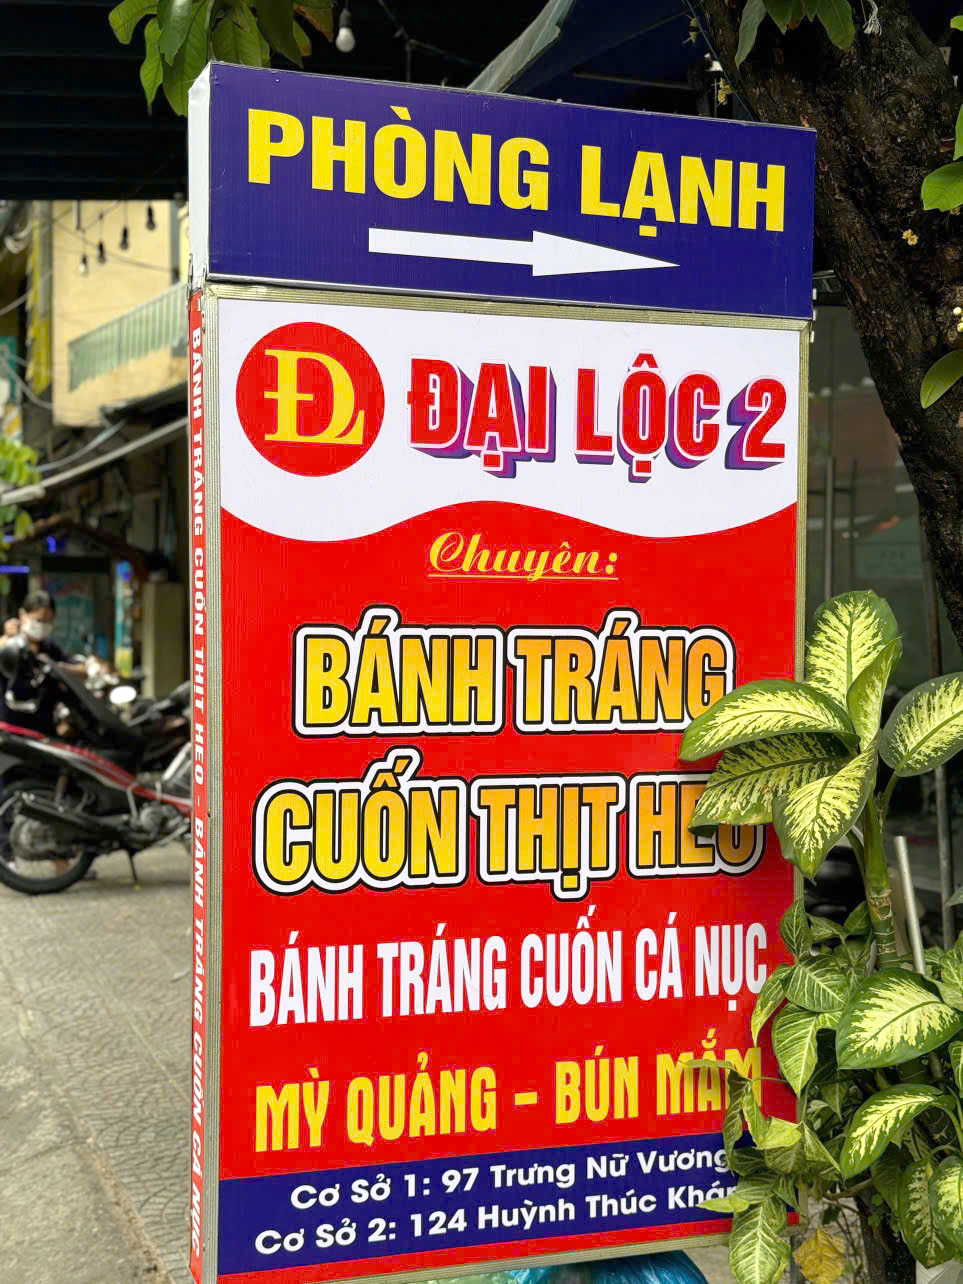 PHÒNG LẠNH
ĐL
ĐẠI LỘC 2
Chuyên:
BÁNH TRÁNG
CUỐN THỊT HEO
BÁNH TRÁNG CUỐN CÁ NỤC
MỲ QUẢNG - BÚN MẮM
Cơ Sở 1: 97 Trưng Nữ Vương
Cơ Sở 2: 124 Huỳnh Thúc
BÁNH TRÁNG CUỐN THỊT HEO - BÁNH TRÁNG CUỐN CÁ NỤC